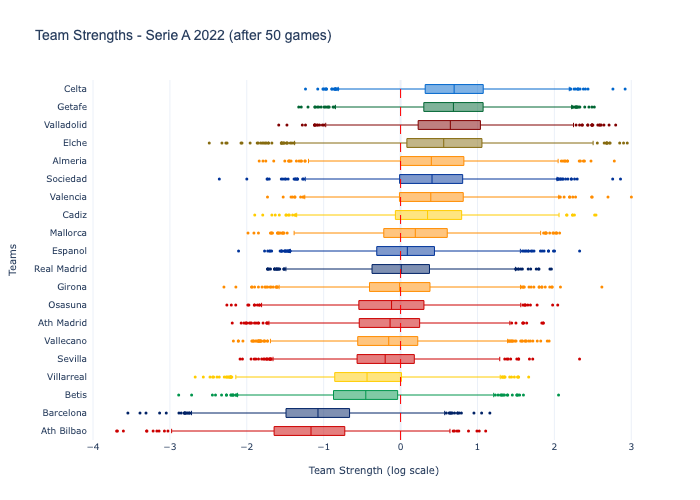 Team Strengths - Serie A 2022 (after 50 games)
Celta
Getafe
Valladolid
Elche
Almeria
Sociedad
Valencia
Cadiz
Mallorca
Espanol
Real Madrid
Girona
Osasuna
Ath Madrid
Vallecano
Sevilla
Villarreal
Betis
Barcelona
Ath Bilbao
Teams
−4 −3 −2 −1 0 1 2 3
Team Strength (log scale)